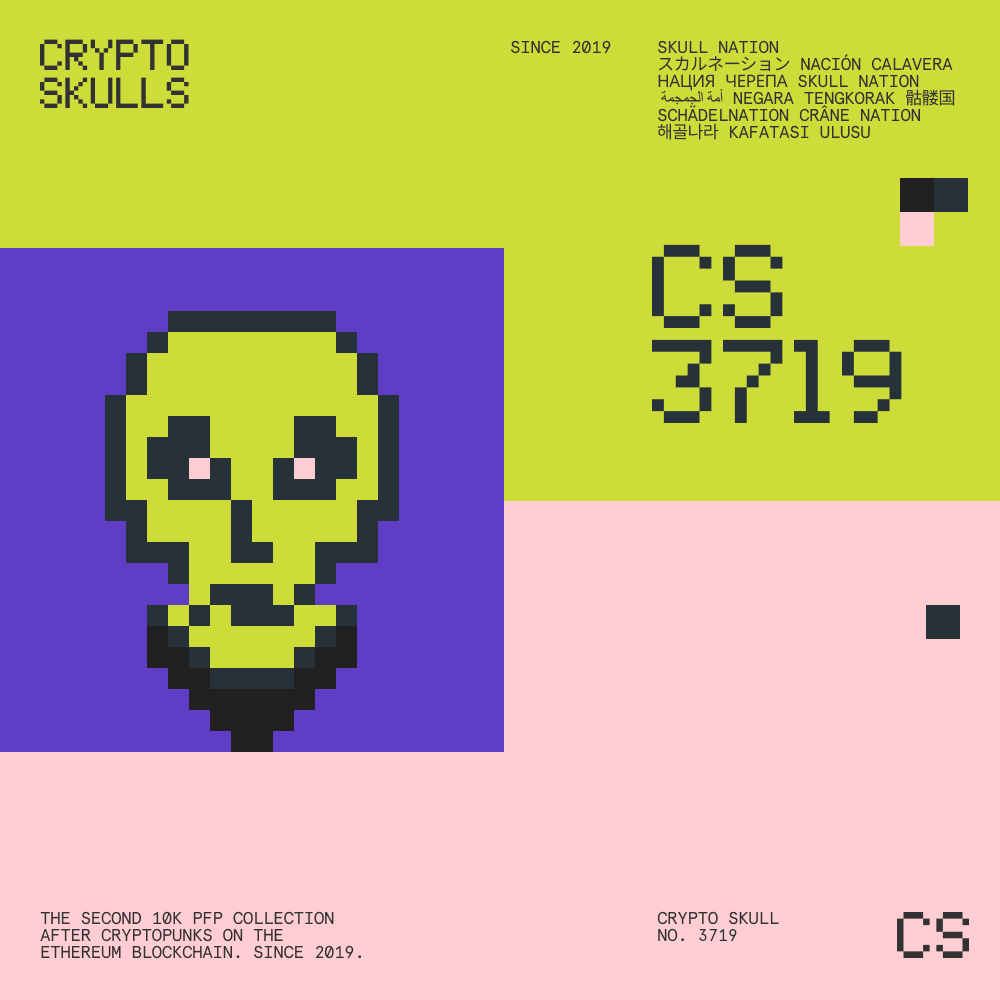 CRYPTO
SKULLS
SINCE 2019
SKULL NATION
スカルネーション NACIÓN CALAVERA
НАЦИЯ ЧЕРЕПА SKULL NATION
أمة الجمجمة NEGARA TENGKORAK 骷髅国
SCHÄDELNATION CRÂNE NATION
해골나라 KAFATASI ULUSU
CS
3719
THE SECOND 10K PFP COLLECTION
AFTER CRYPTOPUNKS ON THE
ETHEREUM BLOCKCHAIN. SINCE 2019.
CRYPTO SKULL
NO. 3719
CS